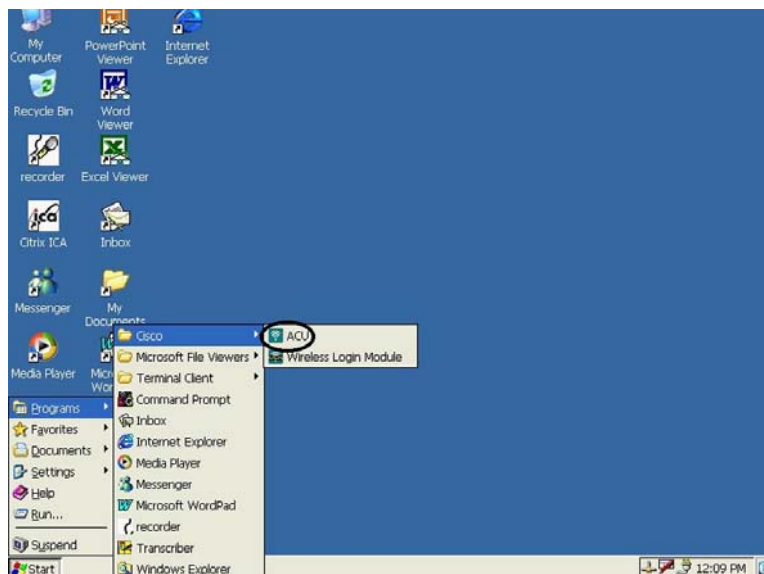 My Computer
PowerPoint Viewer
Internet Explorer
Recycle Bin
Word Viewer
recorder
Excel Viewer
ica
Citrix ICA
Inbox
Messenger
My Documents
Media Player
Programs
Favorites
Documents
Settings
Help
Run...
Suspend
Start
Cisco
Microsoft File Viewers
Terminal Client
Command Prompt
Inbox
Internet Explorer
Media Player
Messenger
Microsoft WordPad
recorder
Transcriber
Windows Explorer
ACU
Wireless Login Module
12:09 PM